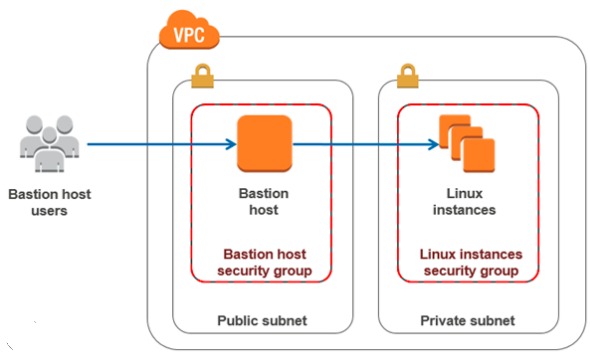 VPC
Bastion host
users
Bastion
host
Linux
instances
Bastion host
security group
Linux instances
security group
Public subnet
Private subnet